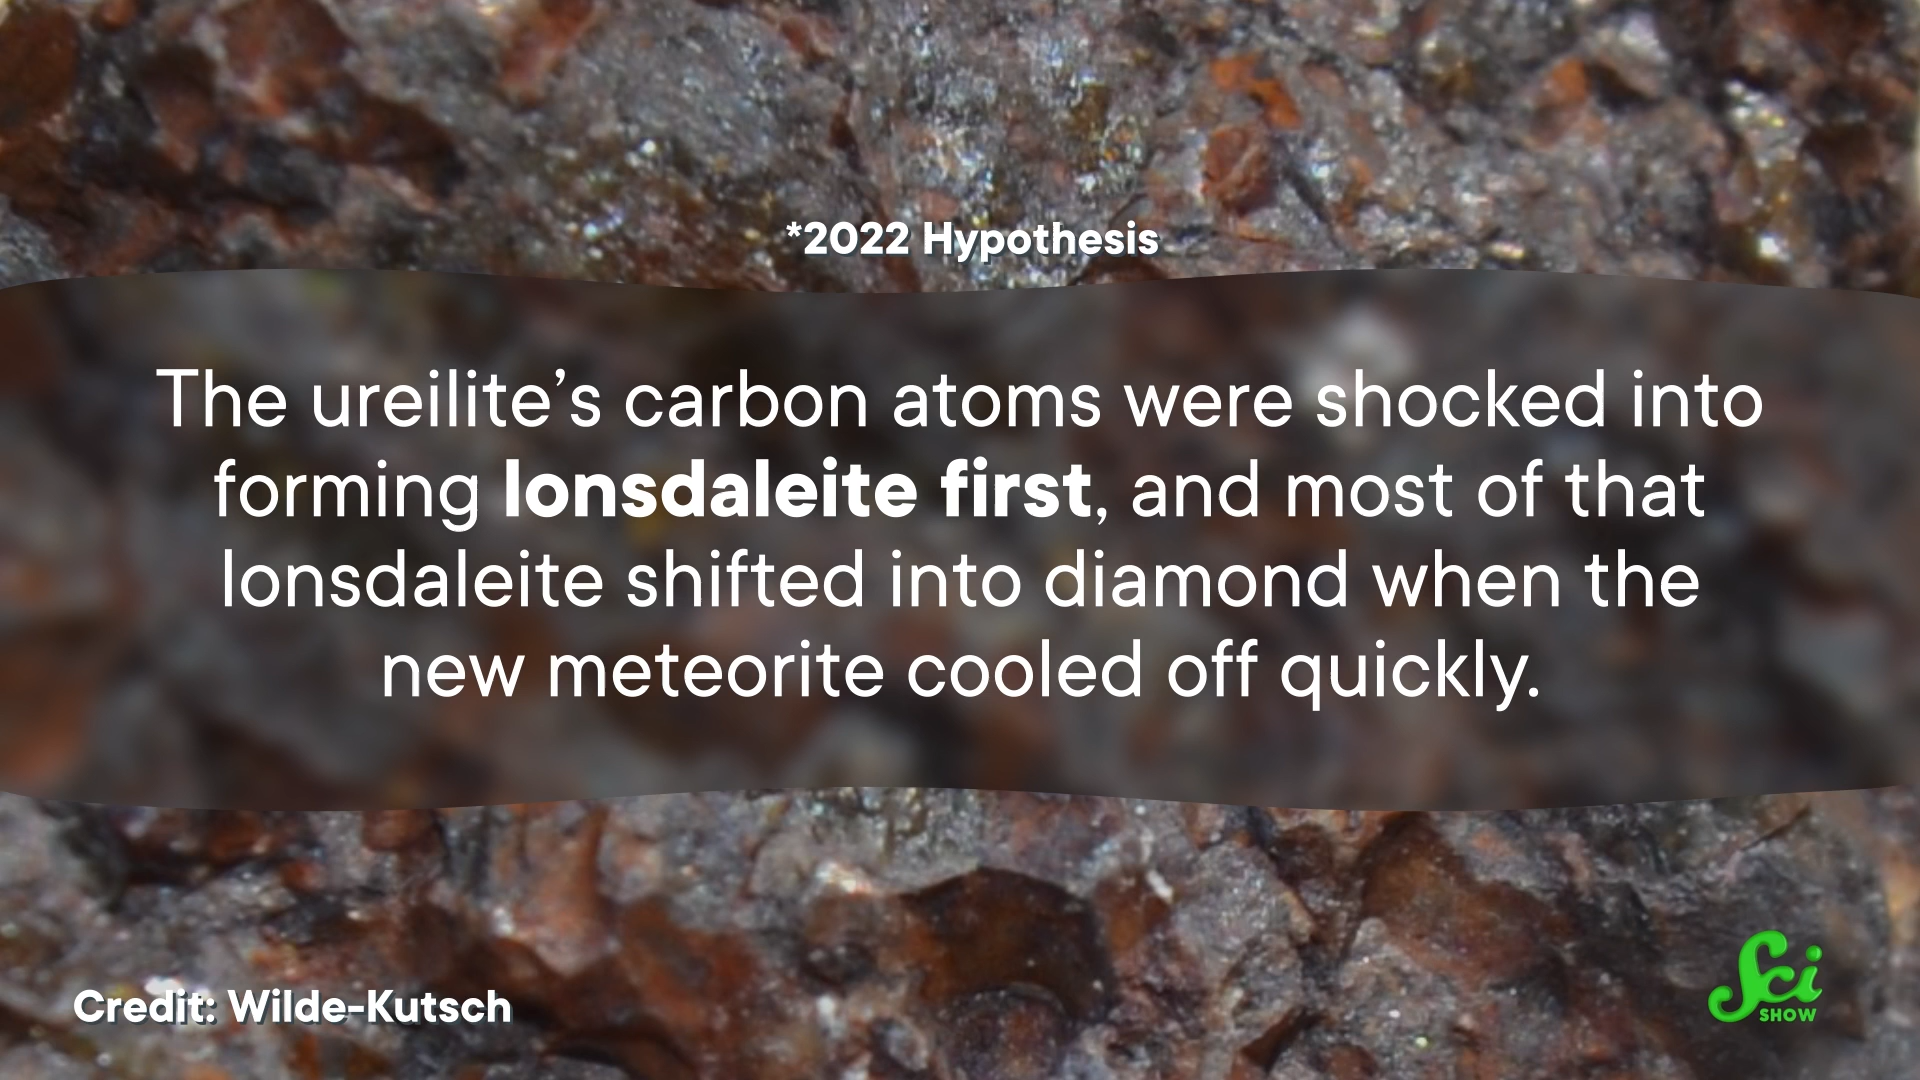 *2022 Hypothesis
The ureilite’s carbon atoms were shocked into
forming lonsdaleite first, and most of that
lonsdaleite shifted into diamond when the
new meteorite cooled off quickly.
Credit: Wilde-Kutsch
Sci
SHOW